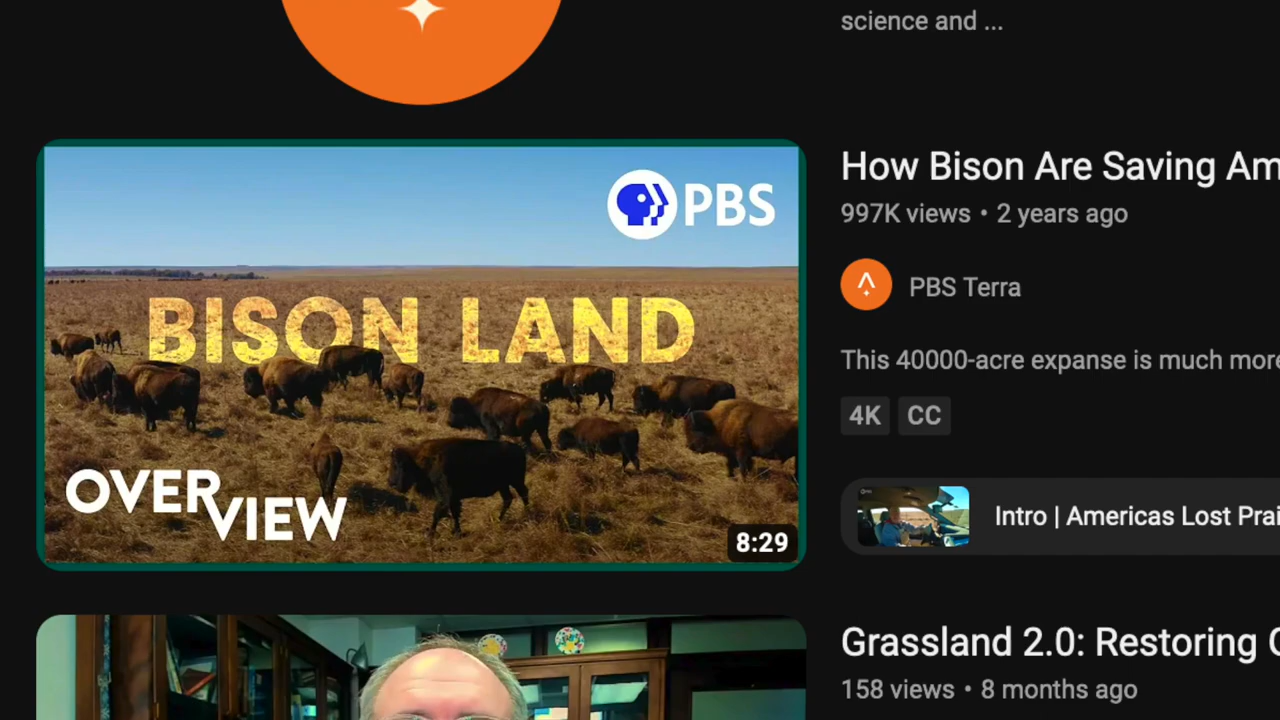 science and ...
PBS
BISON LAND
OVER
VIEW
8:29
How Bison Are Saving Am
997K views • 2 years ago
PBS Terra
This 40000-acre expanse is much more
4K CC
Intro | Americas Lost Prai
Grassland 2.0: Restoring
158 views • 8 months ago